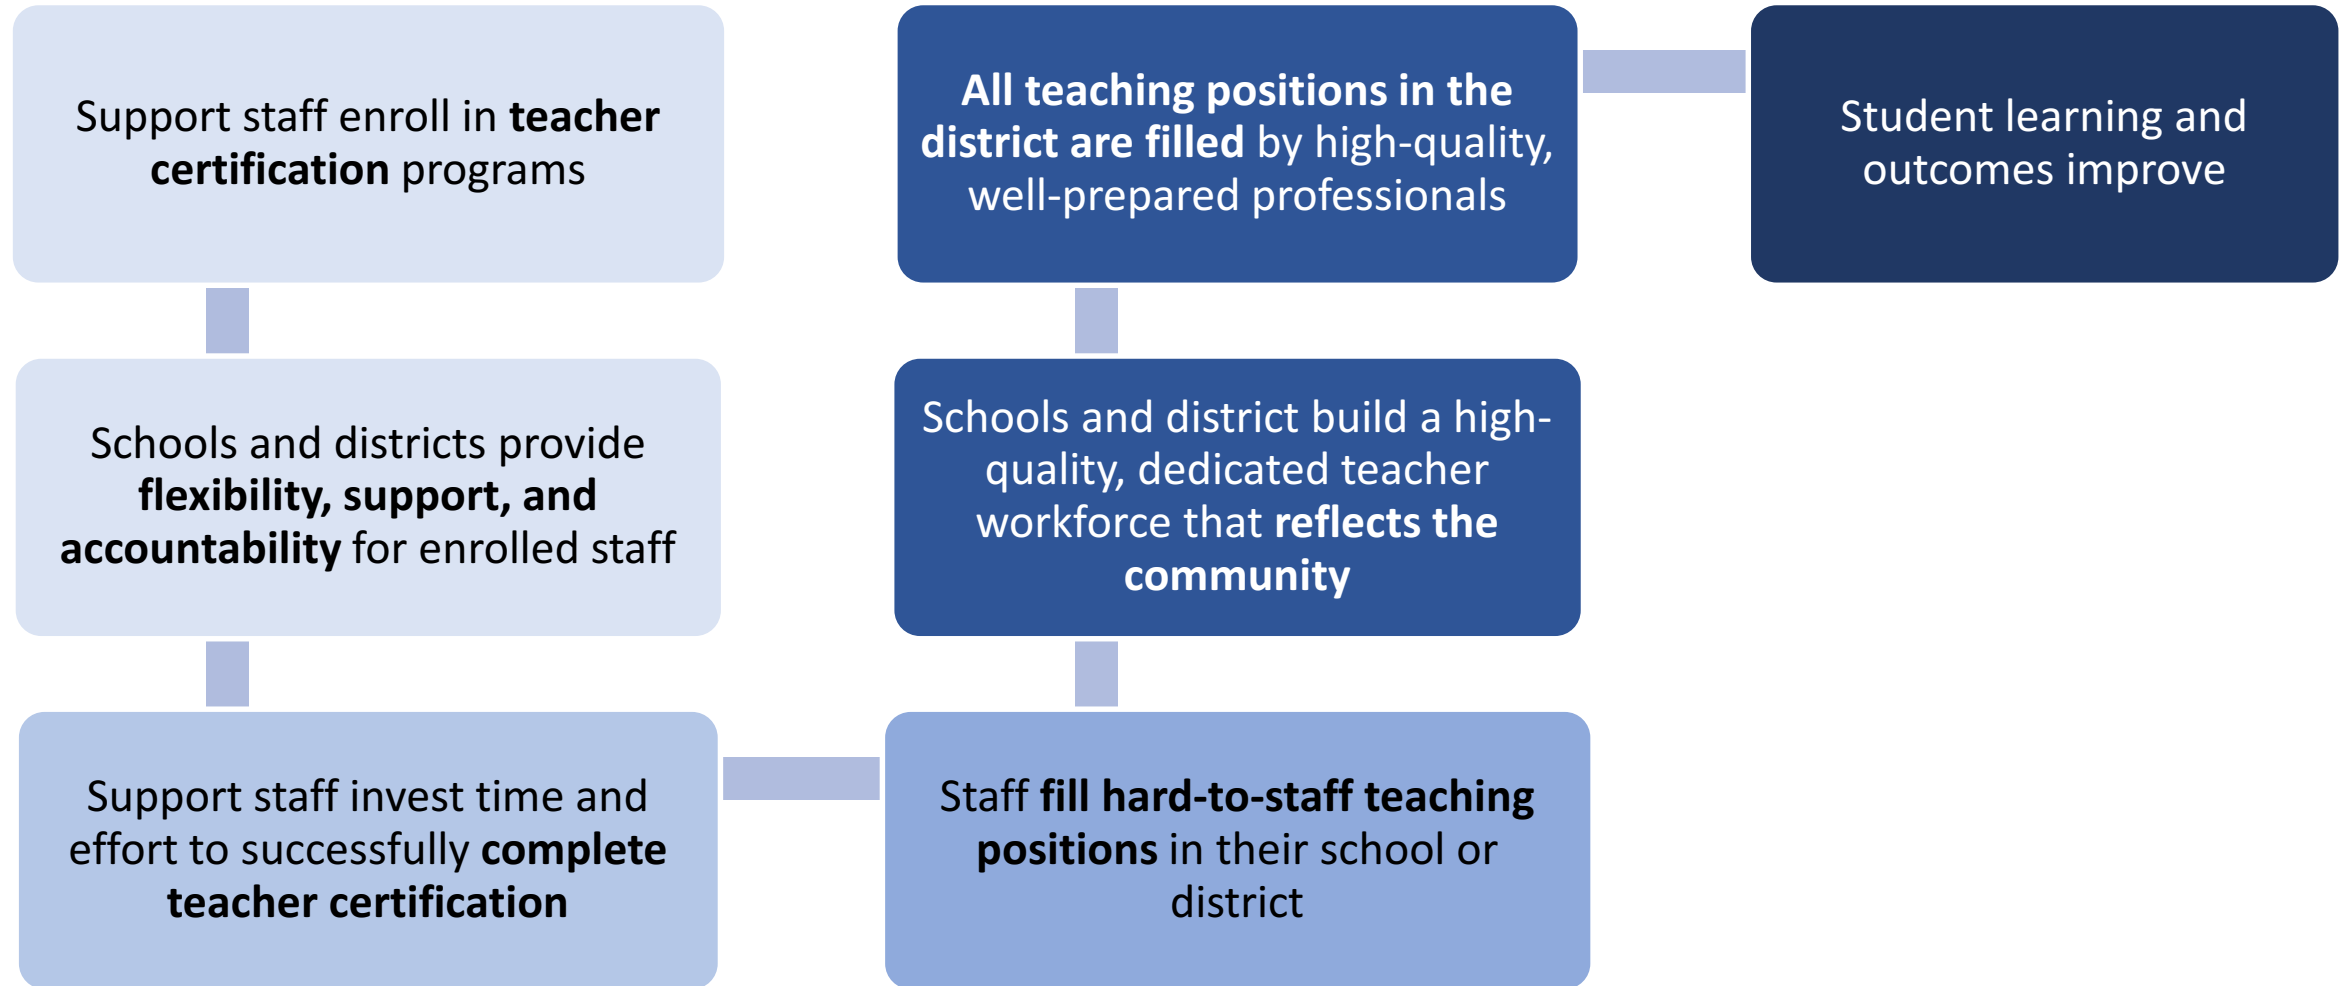 Support staff enroll in teacher
certification programs
Schools and districts provide
flexibility, support, and
accountability for enrolled staff
Support staff invest time and
effort to successfully complete
teacher certification
Staff fill hard-to-staff teaching
positions in their school or
district
Schools and district build a high-
quality, dedicated teacher
workforce that reflects the
community
All teaching positions in the
district are filled by high-quality,
well-prepared professionals
Student learning and
outcomes improve